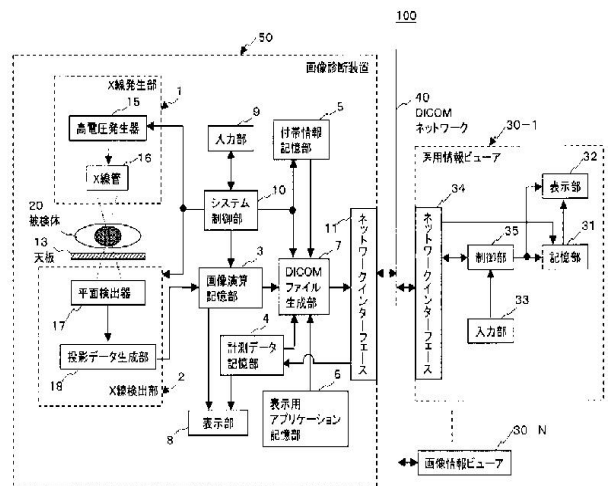 100
50
画像診断装置
X線発生部
1
15
高電圧発生器
16
X線管
9
入力部
5
付帯情報
記憶部
40
DICOM
ネットワーク
30-1
医用情報ビューア
32
表示部
20
被検体
13
天板
10
システム
制御部
11
ネットワークインターフェース
34
ネットワークインターフェース
35
制御部
31
記憶部
3
画像演算
記憶部
7
DICOM
ファイル
生成部
平面検出器
17
33
入力部
4
計測データ
記憶部
投影データ生成部
18
X線検出部
2
8
表示部
6
表示用
アプリケーション
記憶部
30-N
画像情報ビューア